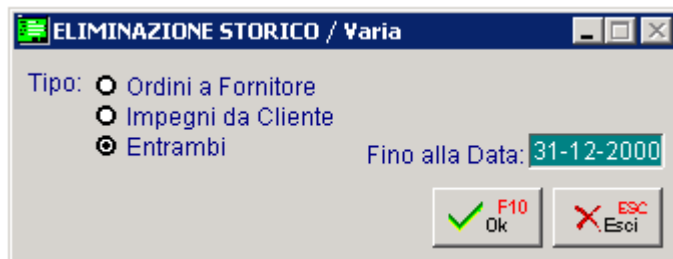 ELIMINAZIONE STORICO / Varia
Tipo:
Ordini a Fornitore
Impegni da Cliente
Entrambi
Fino alla Data: 31-12-2000
F10
Ok
ESC
Esci